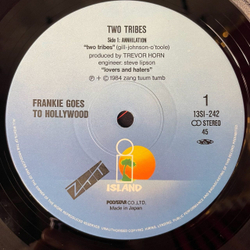 TWO TRIBES
Side 1: ANNIHILATION
"two tribes" (gill-johnson-o'toole)
produced by TREVOR HORN
engineer: steve lipson
"lovers and haters"
℗ + © 1984 zang tuum tumb
FRANKIE GOES
TO HOLLYWOOD
1
13SI-242
STEREO
45
ZTT
ISLAND
POLYSTAR CO. LTD.
Made in Japan